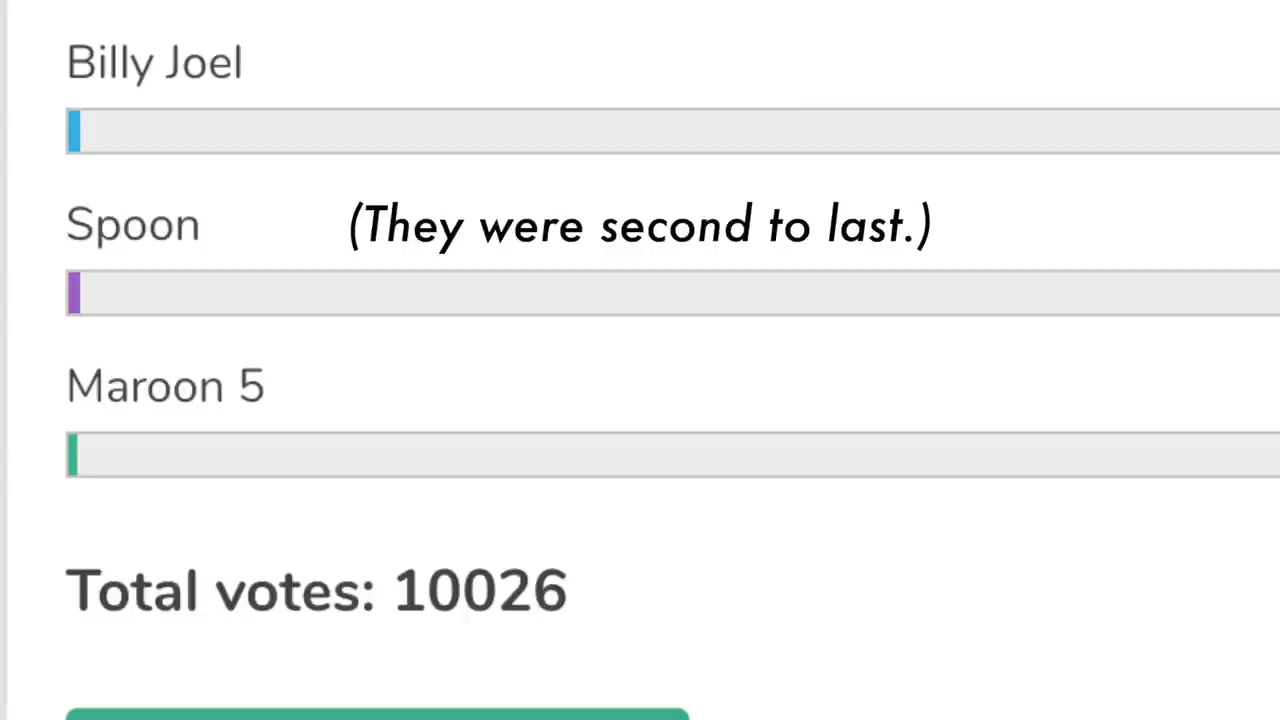 Billy Joel
Spoon (They were second to last.)
Maroon 5
Total votes: 10026